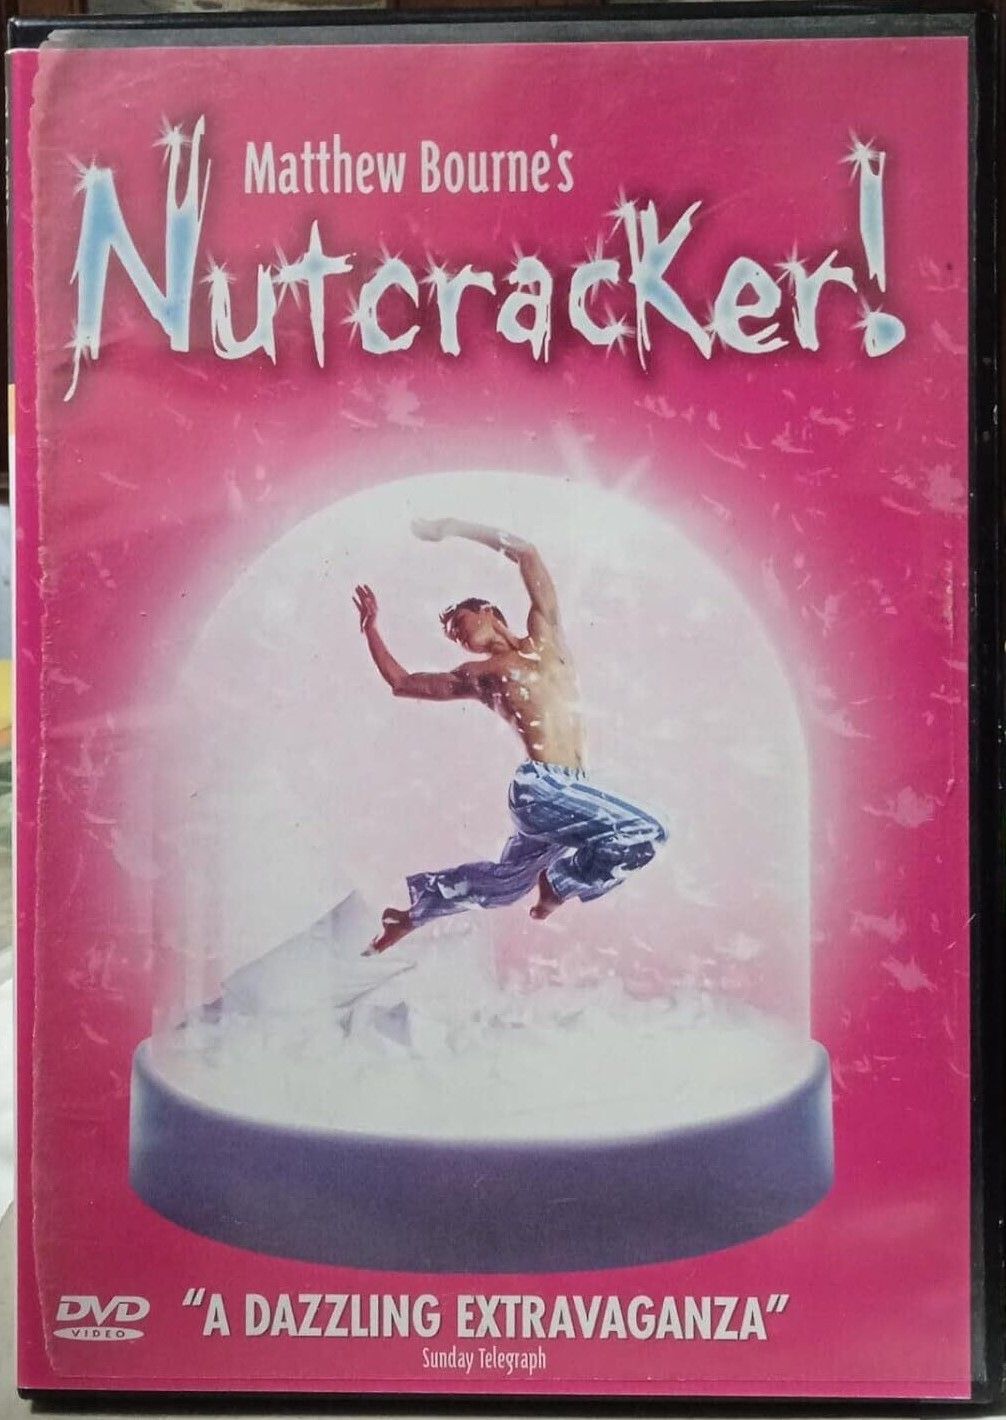 Matthew Bourne's
Nutcracker!
DVD
VIDEO
"A DAZZLING EXTRAVAGANZA"
Sunday Telegraph